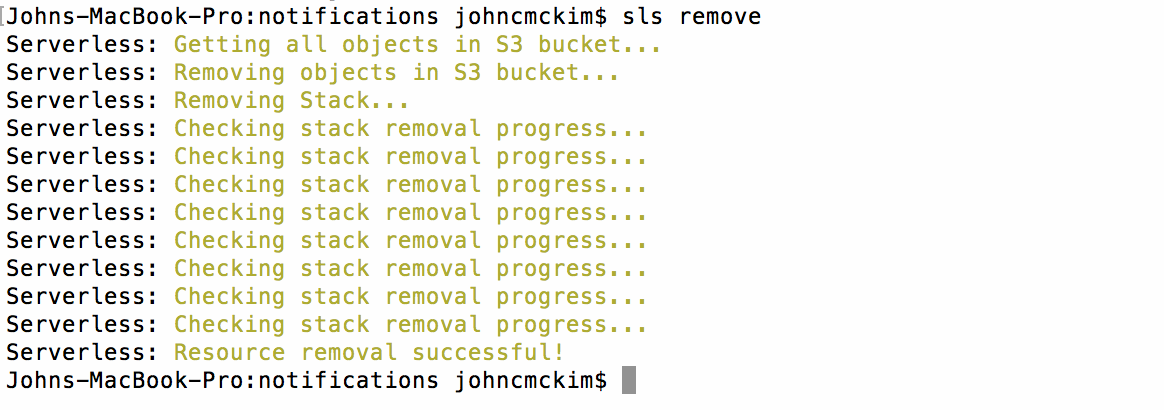 [Johns-MacBook-Pro:notifications johncmckim$ sls remove
Serverless: Getting all objects in S3 bucket...
Serverless: Removing objects in S3 bucket...
Serverless: Removing Stack...
Serverless: Checking stack removal progress...
Serverless: Checking stack removal progress...
Serverless: Checking stack removal progress...
Serverless: Checking stack removal progress...
Serverless: Checking stack removal progress...
Serverless: Checking stack removal progress...
Serverless: Checking stack removal progress...
Serverless: Checking stack removal progress...
Serverless: Resource removal successful!
Johns-MacBook-Pro:notifications johncmckim$